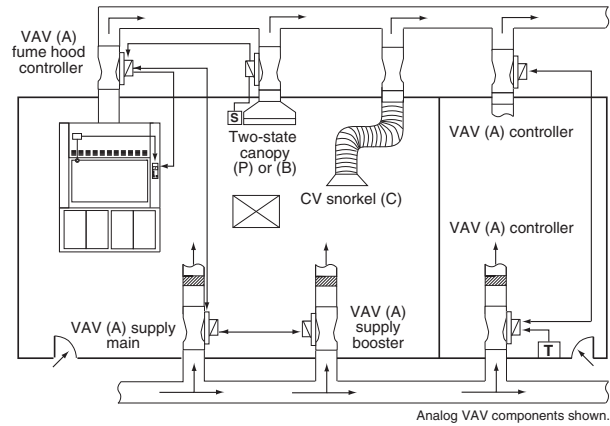 VAV (A)
fume hood
controller
S
Two-state
canopy
(P) or (B)
CV snorkel (C)
VAV (A) controller
VAV (A) controller
VAV (A) supply
main
VAV (A)
supply
booster
T
Analog VAV components shown.